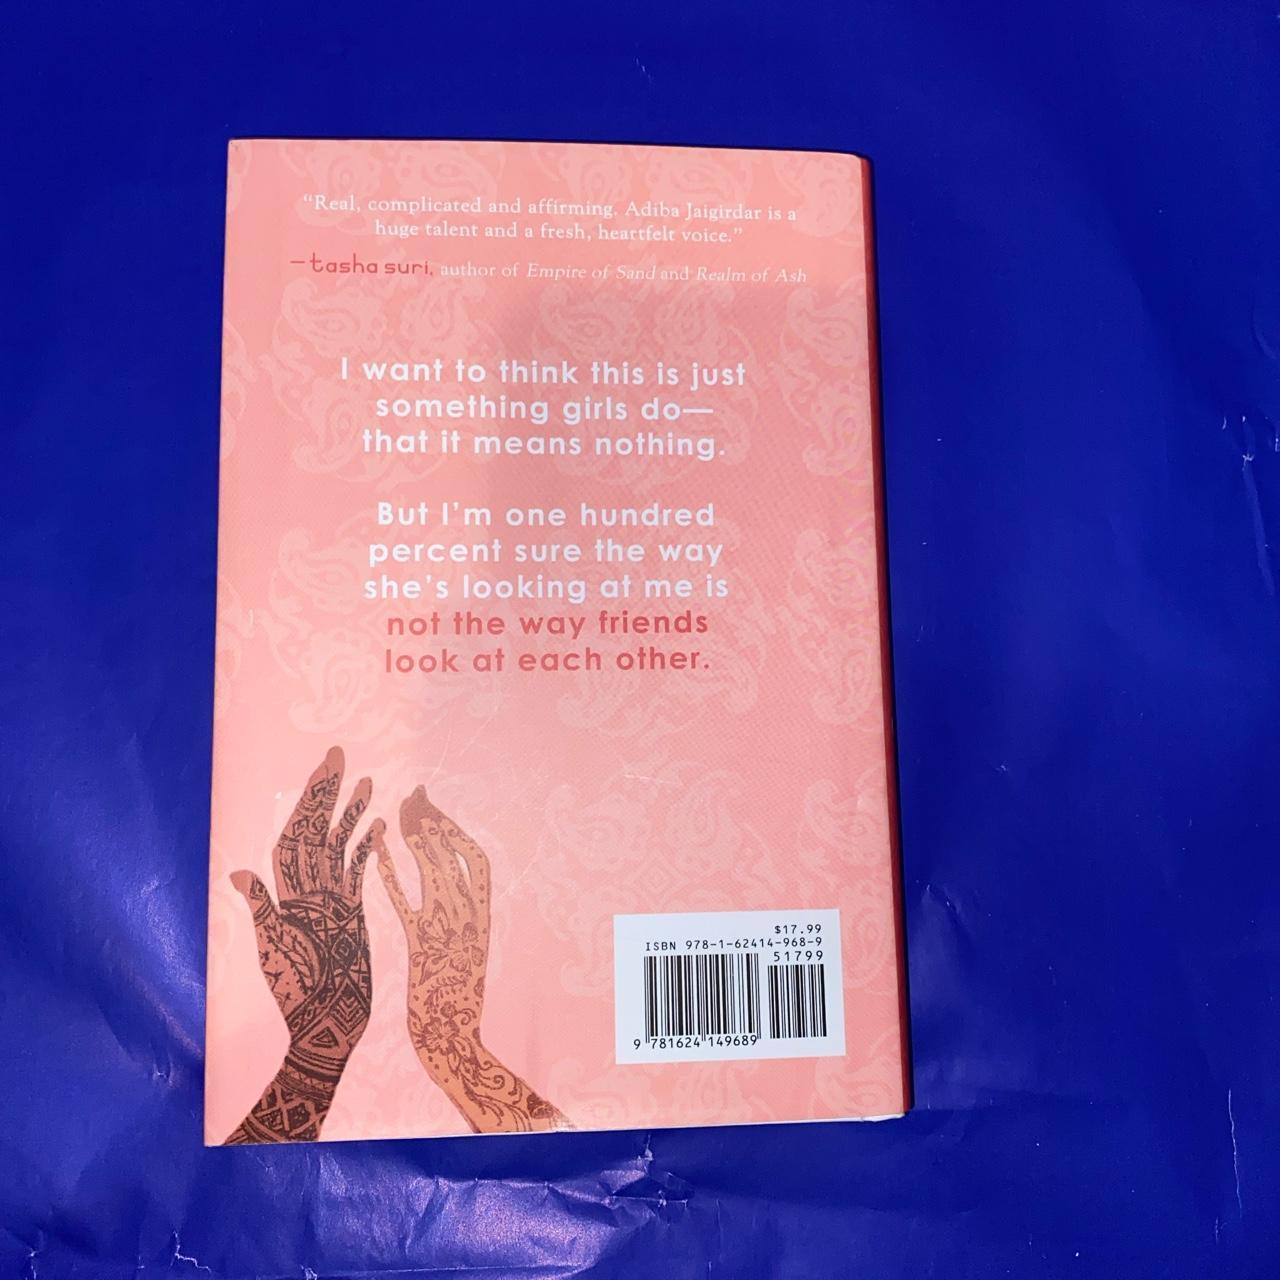 “Real, complicated and affirming. Adiba Jaigirdar is a
huge talent and a fresh, heartfelt voice.”
—tasha suri, author of Empire of Sand and Realm of Ash
I want to think this is just
something girls do—
that it means nothing.
But I’m one hundred
percent sure the way
she’s looking at me is
not the way friends
look at each other.
$17.99
ISBN 978-1-62414-968-9
51799
9 781624 149689